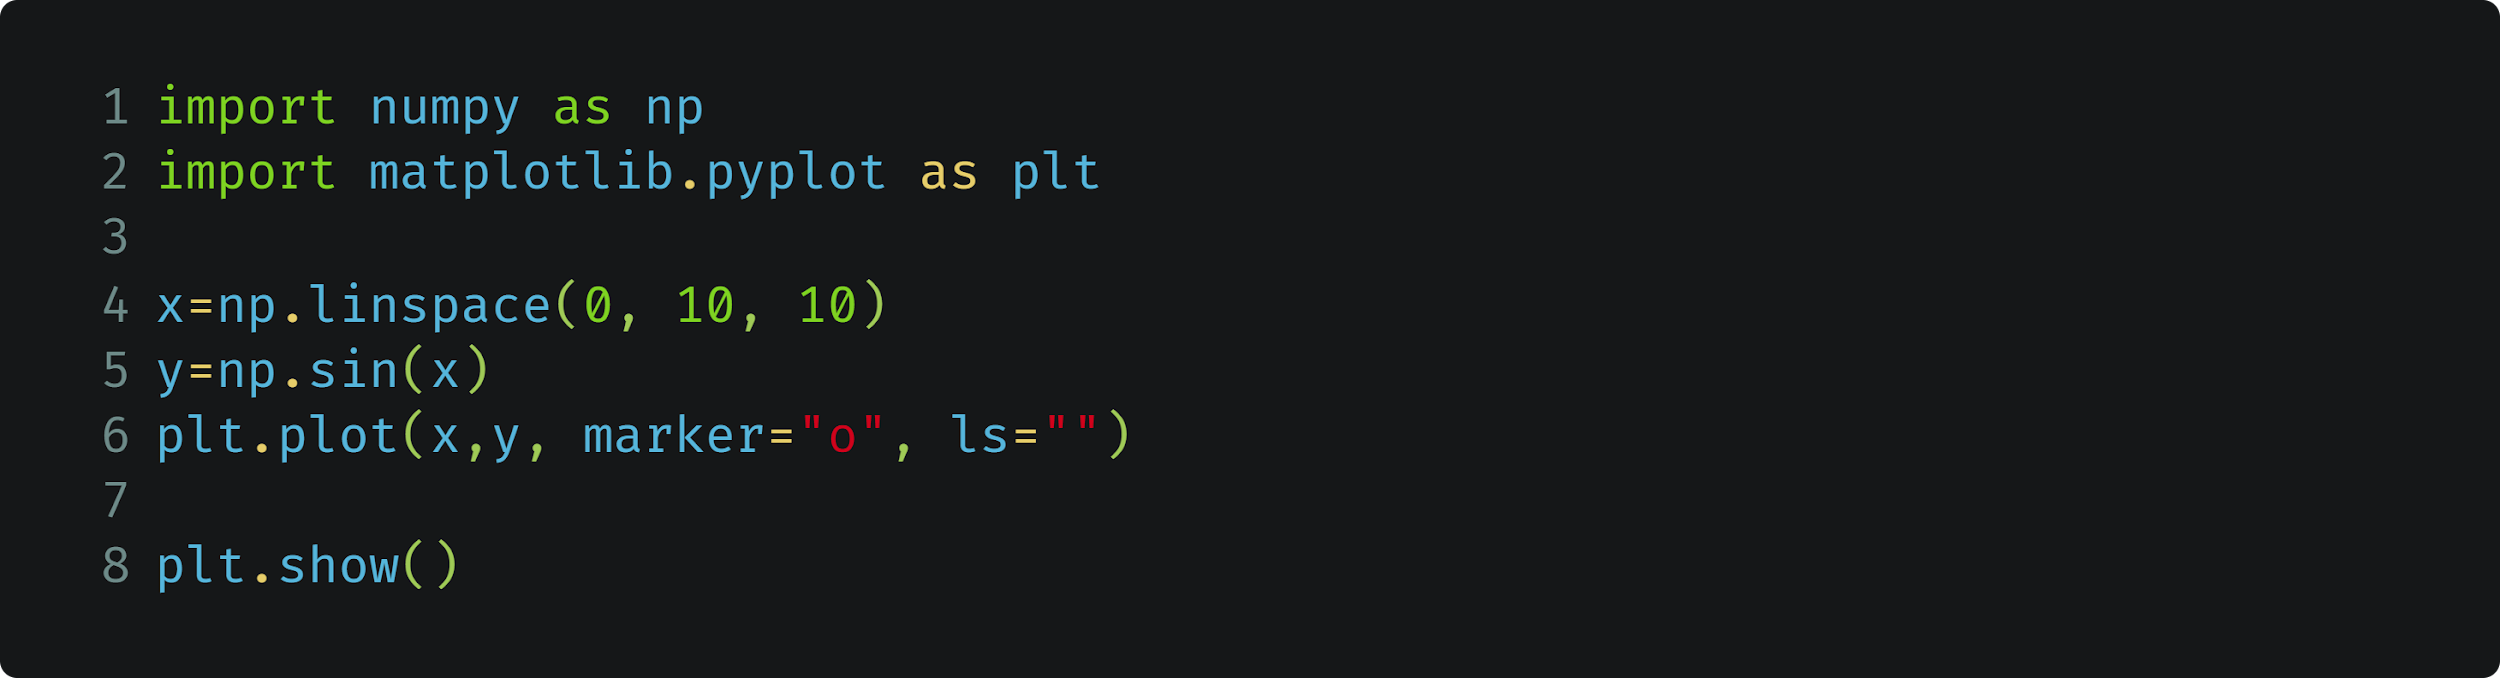 1 import numpy as np
2 import matplotlib.pyplot as plt
3
4 x=np.linspace(0, 10, 10)
5 y=np.sin(x)
6 plt.plot(x,y, marker="o", ls="")
7
8 plt.show()